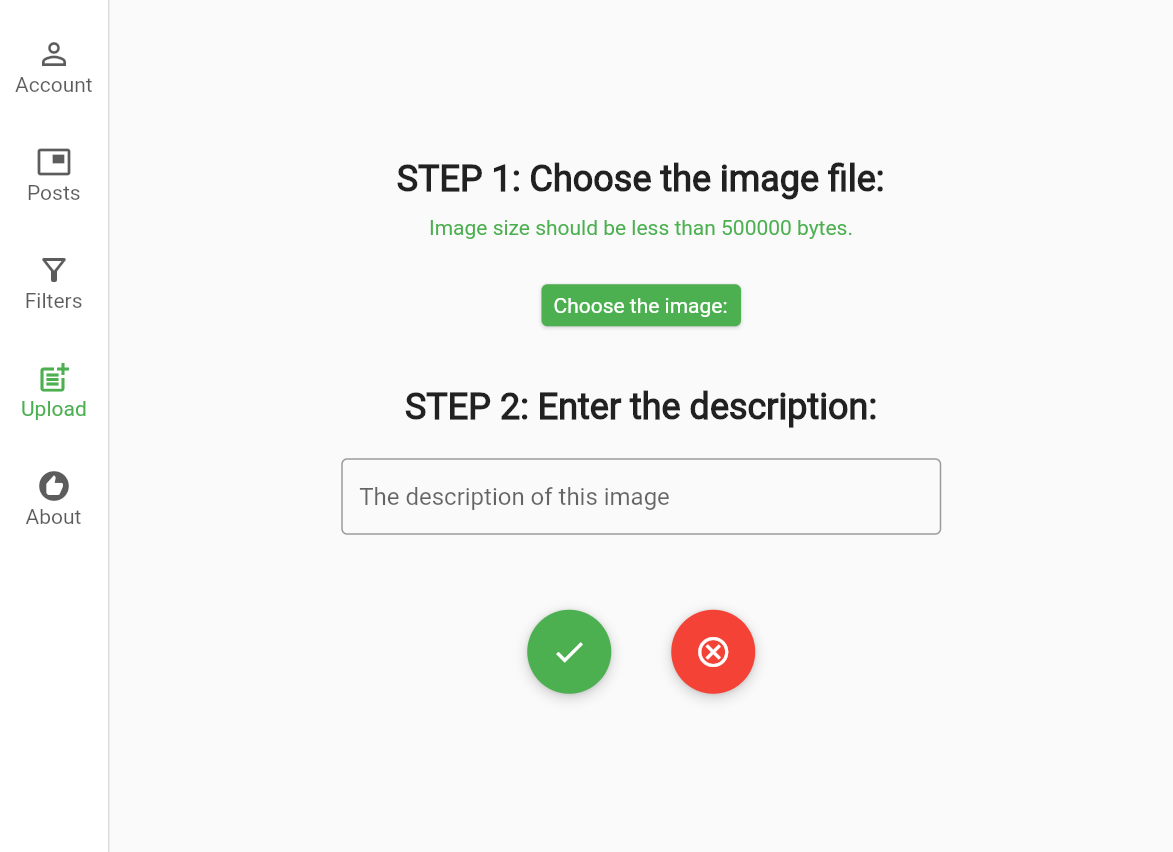 Account
Posts
Filters
Upload
About
STEP 1: Choose the image file:
Image size should be less than 500000 bytes.
Choose the image:
STEP 2: Enter the description:
The description of this image